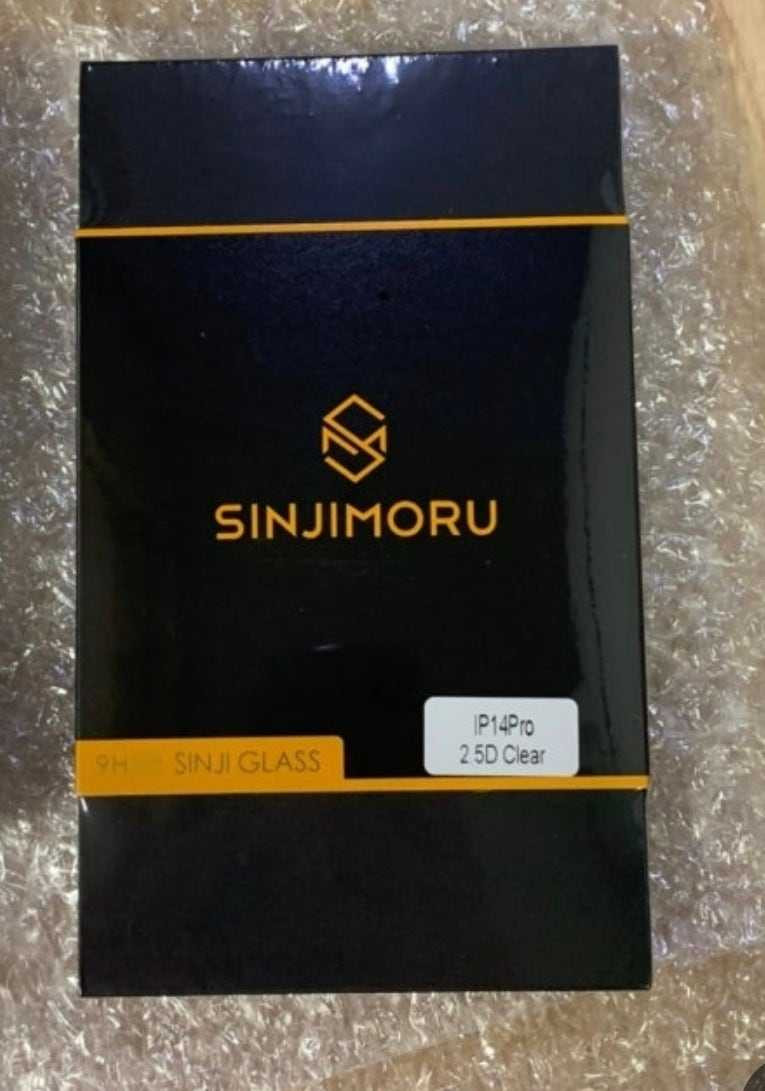 SINJIMORU
IP14Pro
2.5D Clear
9H SINJI GLASS